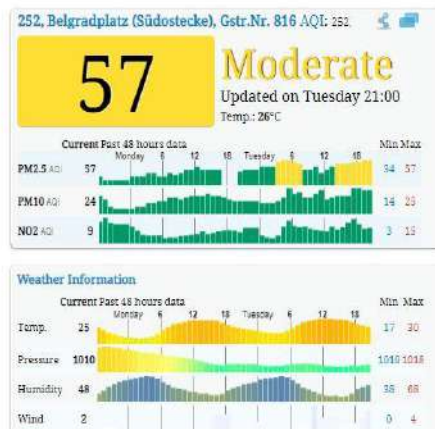 252, Belgradplatz (Südostecke), Gstr.Nr. 816 AQI: 252,
57
Moderate
Updated on Tuesday 21:00
Temp.: 26°C
Current Past 48 hours data Min Max
Monday 6 12 18 Tuesday 6 12 18
PM2.5 AQI 57 34 57
PM10 AQI 24 14 25
NO2 AQI 9 3 15
Weather Information
Current Past 48 hours data Min Max
Monday 6 12 18 Tuesday 6 12 18
Temp. 25 17 30
Pressure 1010 1010 1018
Humidity 48 38 68
Wind 2 0 4